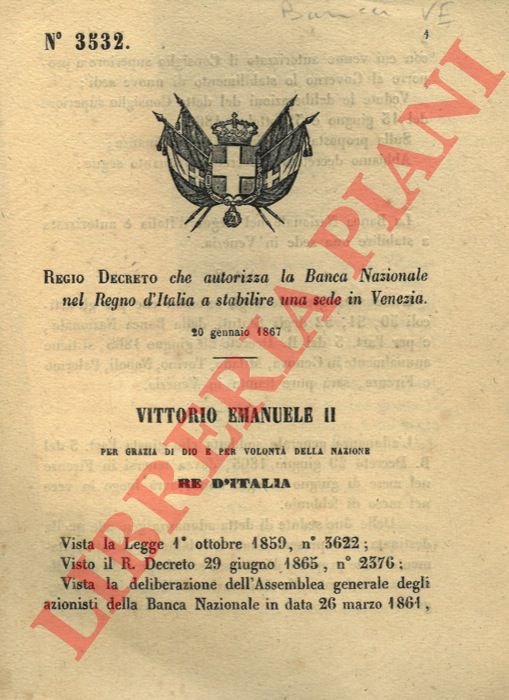 Banca VE
N° 3532.
REGIO DECRETO che autorizza la Banca Nazionale
nel Regno d'Italia a stabilire una sede in Venezia.
20 gennaio 1867
VITTORIO EMANUELE II
PER GRAZIA DI DIO E PER VOLONTÀ DELLA NAZIONE
RE D'ITALIA
Vista la Legge 1° ottobre 1859, n° 3622;
Visto il R. Decreto 29 giugno 1865, n° 2376;
Vista la deliberazione dell'Assemblea generale degli
azionisti della Banca Nazionale in data 26 marzo 1861,
LIBRERIA PIANI